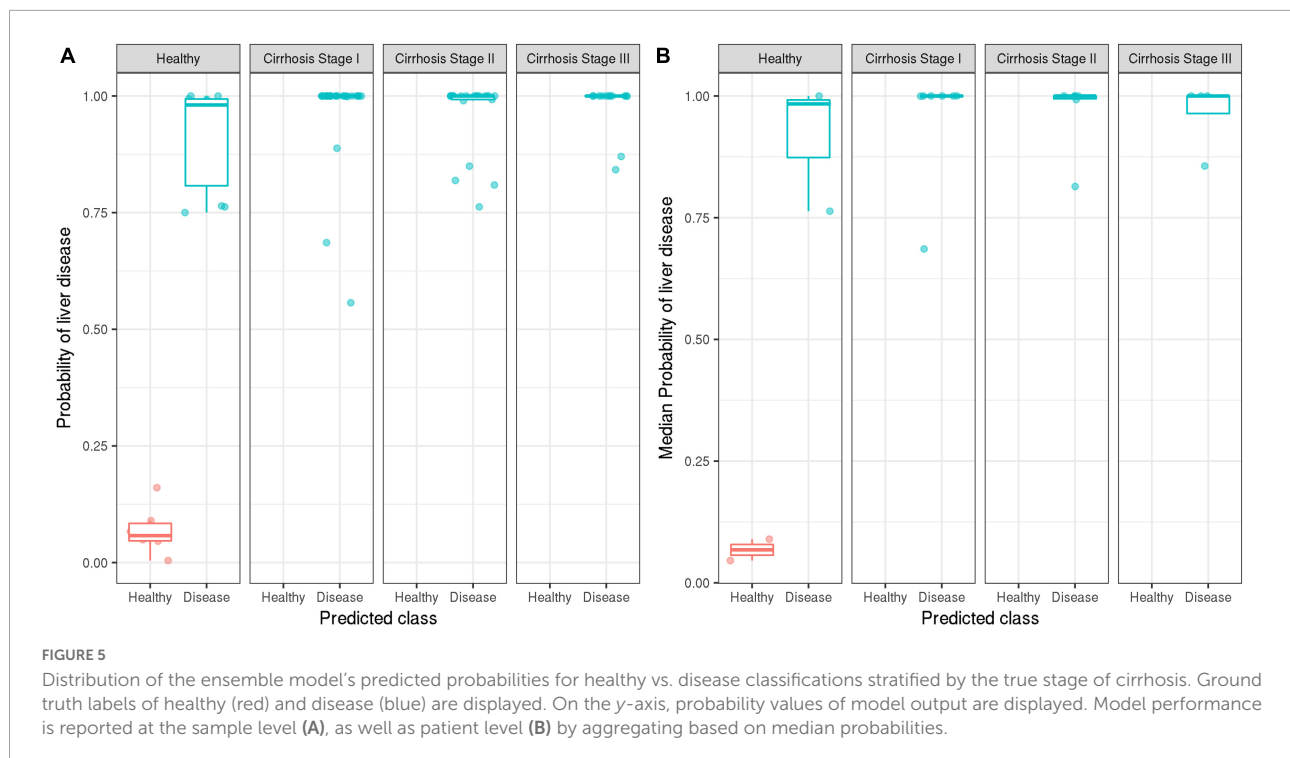 A
B
Healthy
Cirrhosis Stage I
Cirrhosis Stage II
Cirrhosis Stage III
Healthy
Cirrhosis Stage I
Cirrhosis Stage II
Cirrhosis Stage III
Probability of liver disease
1.00
0.75
0.50
0.25
0.00
Median Probability of liver disease
1.00
0.75
0.50
0.25
0.00
Healthy Disease Healthy Disease Healthy Disease Healthy Disease
Healthy Disease Healthy Disease Healthy Disease Healthy Disease
Predicted class
Predicted class
FIGURE 5
Distribution of the ensemble model's predicted probabilities for healthy vs. disease classifications stratified by the true stage of cirrhosis. Ground
truth labels of healthy (red) and disease (blue) are displayed. On the y-axis, probability values of model output are displayed. Model performance
is reported at the sample level (A), as well as patient level (B) by aggregating based on median probabilities.